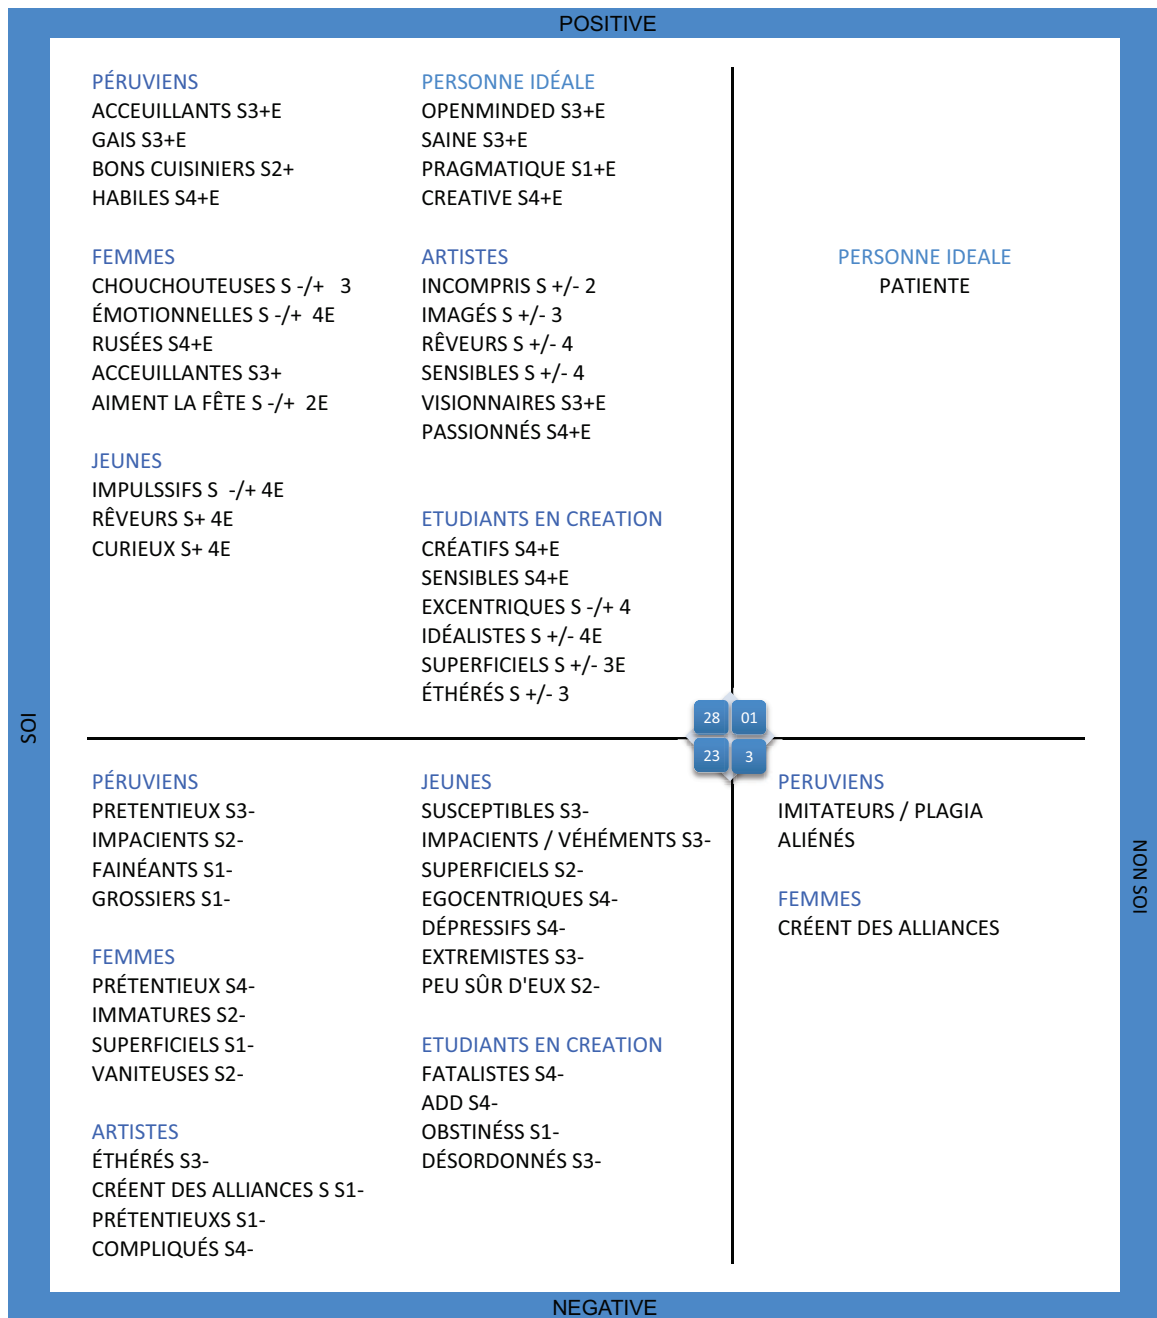 POSITIVE
PÉRUVIENS
ACCEUILLANTS S3+E
GAIS S3+E
BONS CUISINIERS S2+
HABILES S4+E
FEMMES
CHOUCHOUTEUSES S -/+ 3
ÉMOTIONNELLES S -/+ 4E
RUSÉES S4+E
ACCEUILLANTES S3+
AIMENT LA FÊTE S -/+ 2E
JEUNES
IMPULSSIFS S -/+ 4E
RÊVEURS S+ 4E
CURIEUX S+ 4E
PERSONNE IDÉALE
OPENMINDED S3+E
SAINE S3+E
PRAGMATIQUE S1+E
CREATIVE S4+E
ARTISTES
INCOMPRIS S +/- 2
IMAGÉS S +/- 3
RÊVEURS S +/- 4
SENSIBLES S +/- 4
VISIONNAIRES S3+E
PASSIONNÉS S4+E
ETUDIANTS EN CREATION
CRÉATIFS S4+E
SENSIBLES S4+E
EXCENTRIQUES S -/+ 4
IDÉALISTES S +/- 4E
SUPERFICIELS S +/- 3E
ÉTHÉRÉS S +/- 3
PERSONNE IDEALE
PATIENTE
SOI
28 01
23 3
NON SOI
PÉRUVIENS
PRETENTIEUX S3-
IMPACIENTS S2-
FAINÉANTS S1-
GROSSIERS S1-
FEMMES
PRÉTENTIEUX S4-
IMMATURES S2-
SUPERFICIELS S1-
VANITEUSES S2-
ARTISTES
ÉTHÉRÉS S3-
CRÉENT DES ALLIANCES S S1-
PRÉTENTIEUXS S1-
COMPLIQUÉS S4-
JEUNES
SUSCEPTIBLES S3-
IMPACIENTS / VÉHÉMENTS S3-
SUPERFICIELS S2-
EGOCENTRIQUES S4-
DÉPRESSIFS S4-
EXTREMISTES S3-
PEU SÛR D'EUX S2-
ETUDIANTS EN CREATION
FATALISTES S4-
ADD S4-
OBSTINÉSS S1-
DÉSORDONNÉS S3-
PERUVIENS
IMITATEURS / PLAGIA
ALIÉNÉS
FEMMES
CRÉENT DES ALLIANCES
NEGATIVE